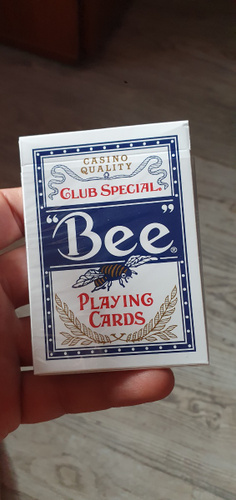 CASINO
QUALITY
CLUB SPECIAL®
"Bee"®
PLAYING
CARDS